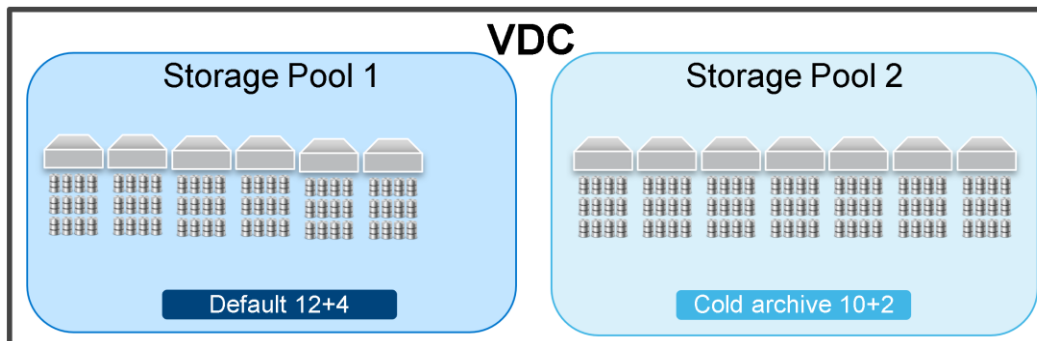 VDC
Storage Pool 1
Storage Pool 2
Default 12+4
Cold archive 10+2